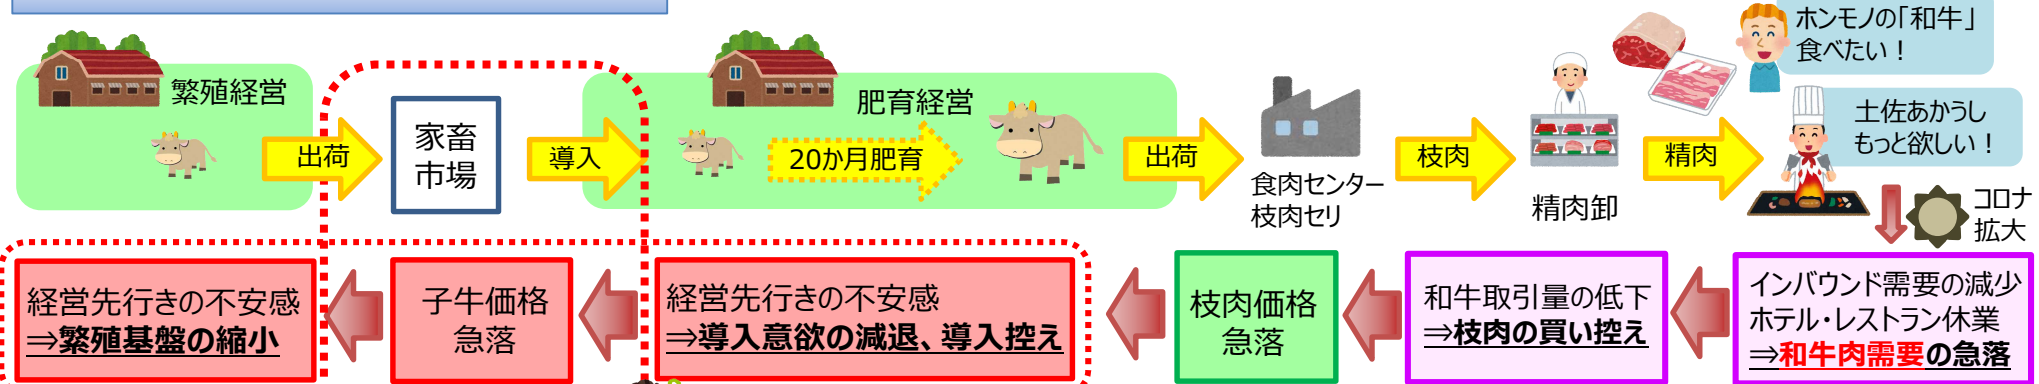 ホンモノの「和牛」
食べたい！
繁殖経営
肥育経営
土佐あかうし
もっと欲しい！
出荷
家畜
市場
導入
20か月肥育
出荷
食肉センター
枝肉セリ
枝肉
精肉卸
精肉
コロナ
拡大
経営先行きの不安感
⇒繁殖基盤の縮小
子牛価格
急落
経営先行きの不安感
⇒導入意欲の減退、導入控え
枝肉価格
急落
和牛取引量の低下
⇒枝肉の買い控え
インバウンド需要の減少
ホテル・レストラン休業
⇒和牛肉需要の急落